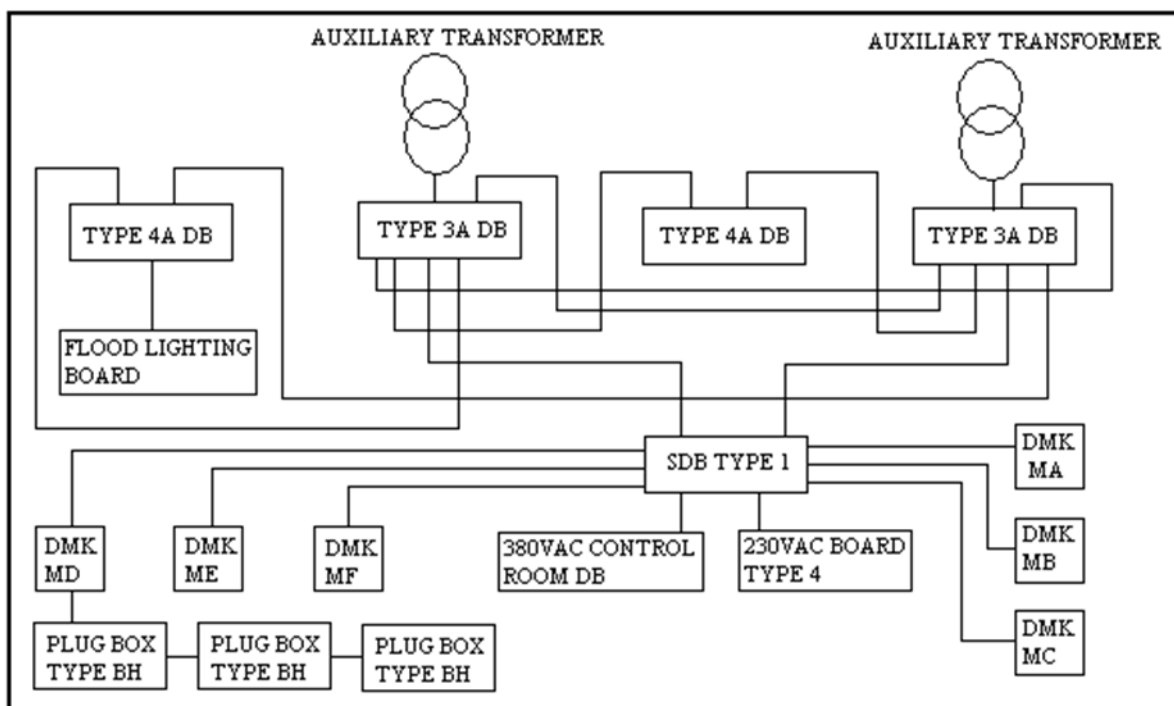 AUXILIARY TRANSFORMER
AUXILIARY TRANSFORMER
TYPE 4A DB
TYPE 3A DB
TYPE 4A DB
TYPE 3A DB
FLOOD LIGHTING
BOARD
SDB TYPE 1
DMK
MA
DMK
MD
DMK
ME
DMK
MF
380VAC CONTROL
ROOM DB
230VAC BOARD
TYPE 4
DMK
MB
DMK
MC
PLUG BOX
TYPE BH
PLUG BOX
TYPE BH
PLUG BOX
TYPE BH